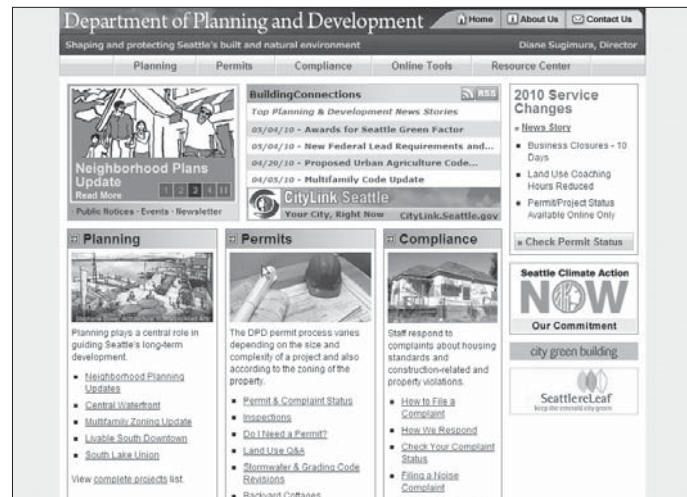 Department of Planning and Development
Home
About Us
Contact Us
Shaping and protecting Seattle's built and natural environment
Diane Sugimura, Director
Planning
Permits
Compliance
Online Tools
Resource Center
Neighborhood Plans
Update
Read More
1 2 3 4
· Public Notices · Events · Newsletter
BuildingConnections
RSS
Top Planning & Development News Stories
05/04/10 - Awards for Seattle Green Factor
05/04/10 - New Federal Lead Requirements and...
04/20/10 - Proposed Urban Agriculture Code...
04/05/10 - Multifamily Code Update
CityLink Seattle
Your City, Right Now
CityLink.Seattle.gov
2010 Service
Changes
» News Story
▪ Business Closures - 10
Days
▪ Land Use Coaching
Hours Reduced
▪ Permit/Project Status
Available Online Only
» Check Permit Status
Seattle Climate Action
NOW
Our Commitment
city green building
SeattlereLeaf
keep the emerald city green
Planning
Planning plays a central role in
guiding Seattle's long-term
development.
▪ Neighborhood Planning
Updates
▪ Central Waterfront
▪ Multifamily Zoning Update
▪ Livable South Downtown
▪ South Lake Union
View complete projects list.
Permits
The DPD permit process varies
depending on the size and
complexity of a project and also
according to the zoning of the
property.
▪ Permit & Complaint Status
▪ Inspections
▪ Do I Need a Permit?
▪ Land Use Q&A
▪ Stormwater & Grading Code
Revisions
▪ Backyard Cottages
Compliance
Staff respond to
complaints about housing
standards and
construction-related and
property violations.
▪ How to File a
Complaint
▪ How We Respond
▪ Check Your Complaint
Status
▪ Filing a Noise
Complaint